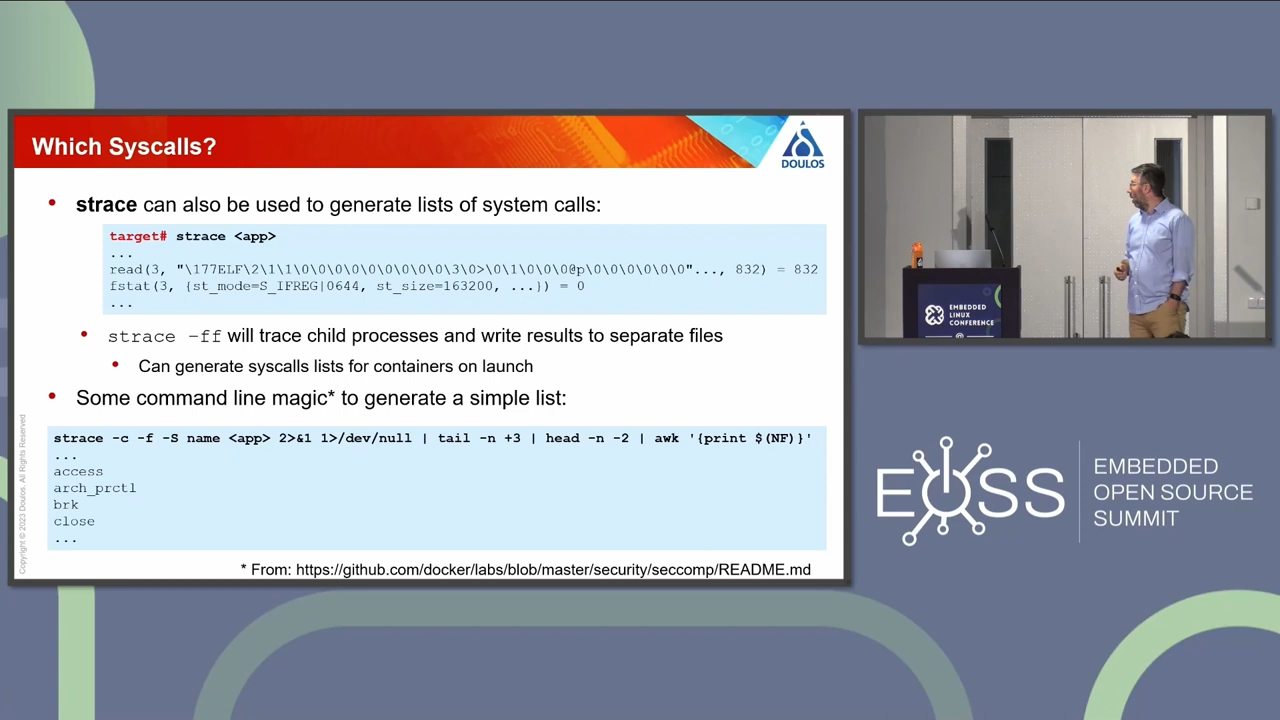 Which Syscalls?
DOULOS
• strace can also be used to generate lists of system calls:
target# strace <app>
...
read(3, "\177ELF\2\1\1\0\0\0\0\0\0\0\0\0\3\0>\0\1\0\0\0@p\0\0\0\0\0\0"..., 832) = 832
fstat(3, {st_mode=S_IFREG|0644, st_size=163200, ...}) = 0
...
• strace -ff will trace child processes and write results to separate files
• Can generate syscalls lists for containers on launch
• Some command line magic* to generate a simple list:
strace -c -f -S name <app> 2>&1 1>/dev/null | tail -n +3 | head -n -2 | awk '{print $(NF)}'
...
access
arch_prctl
brk
close
...
* From: https://github.com/docker/labs/blob/master/security/seccomp/README.md
Copyright © 2023 Doulos. All Rights Reserved
EMBEDDED
LINUX
CONFERENCE
EOSS
EMBEDDED
OPEN SOURCE
SUMMIT